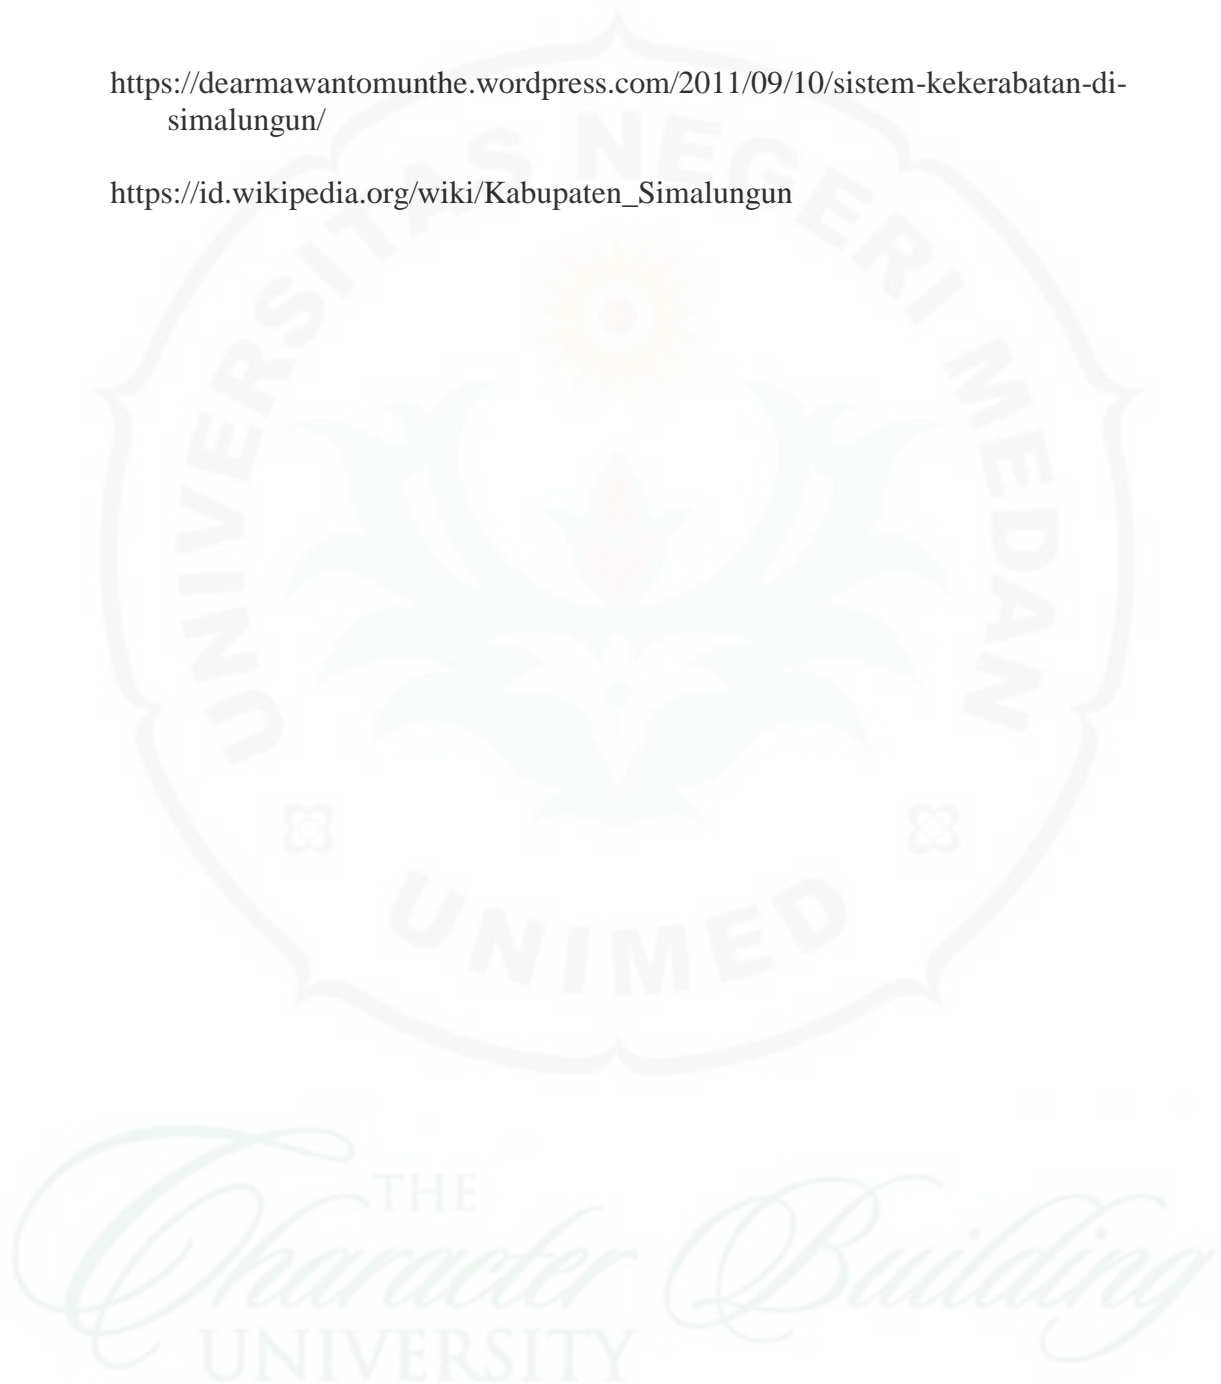 https://dearmawantomunthe.wordpress.com/2011/09/10/sistem-kekerabatan-di-
simalungun/
https://id.wikipedia.org/wiki/Kabupaten_Simalungun
UNIVERSITAS NEGERI MEDAN
UNIMED
THE
Character Building
UNIVERSITY